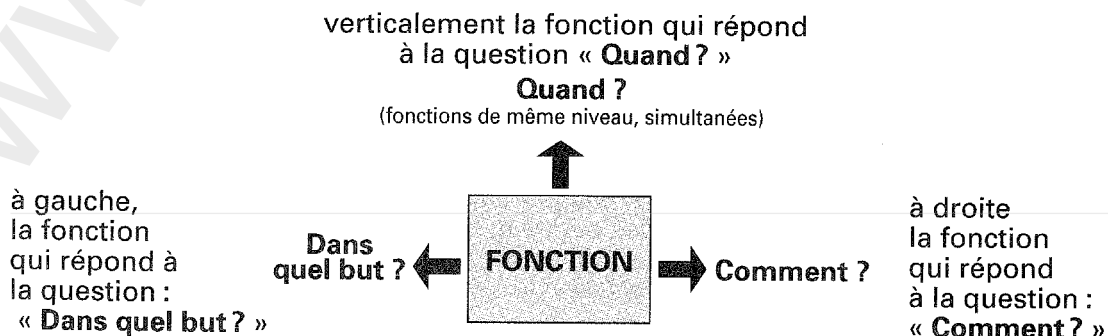 verticalement la fonction qui répond
à la question « Quand ? »
Quand ?
(fonctions de même niveau, simultanées)
à gauche,
la fonction
qui répond à
la question :
« Dans quel but ? »
Dans
quel but ?
FONCTION
Comment ?
à droite
la fonction
qui répond
à la question :
« Comment ? »